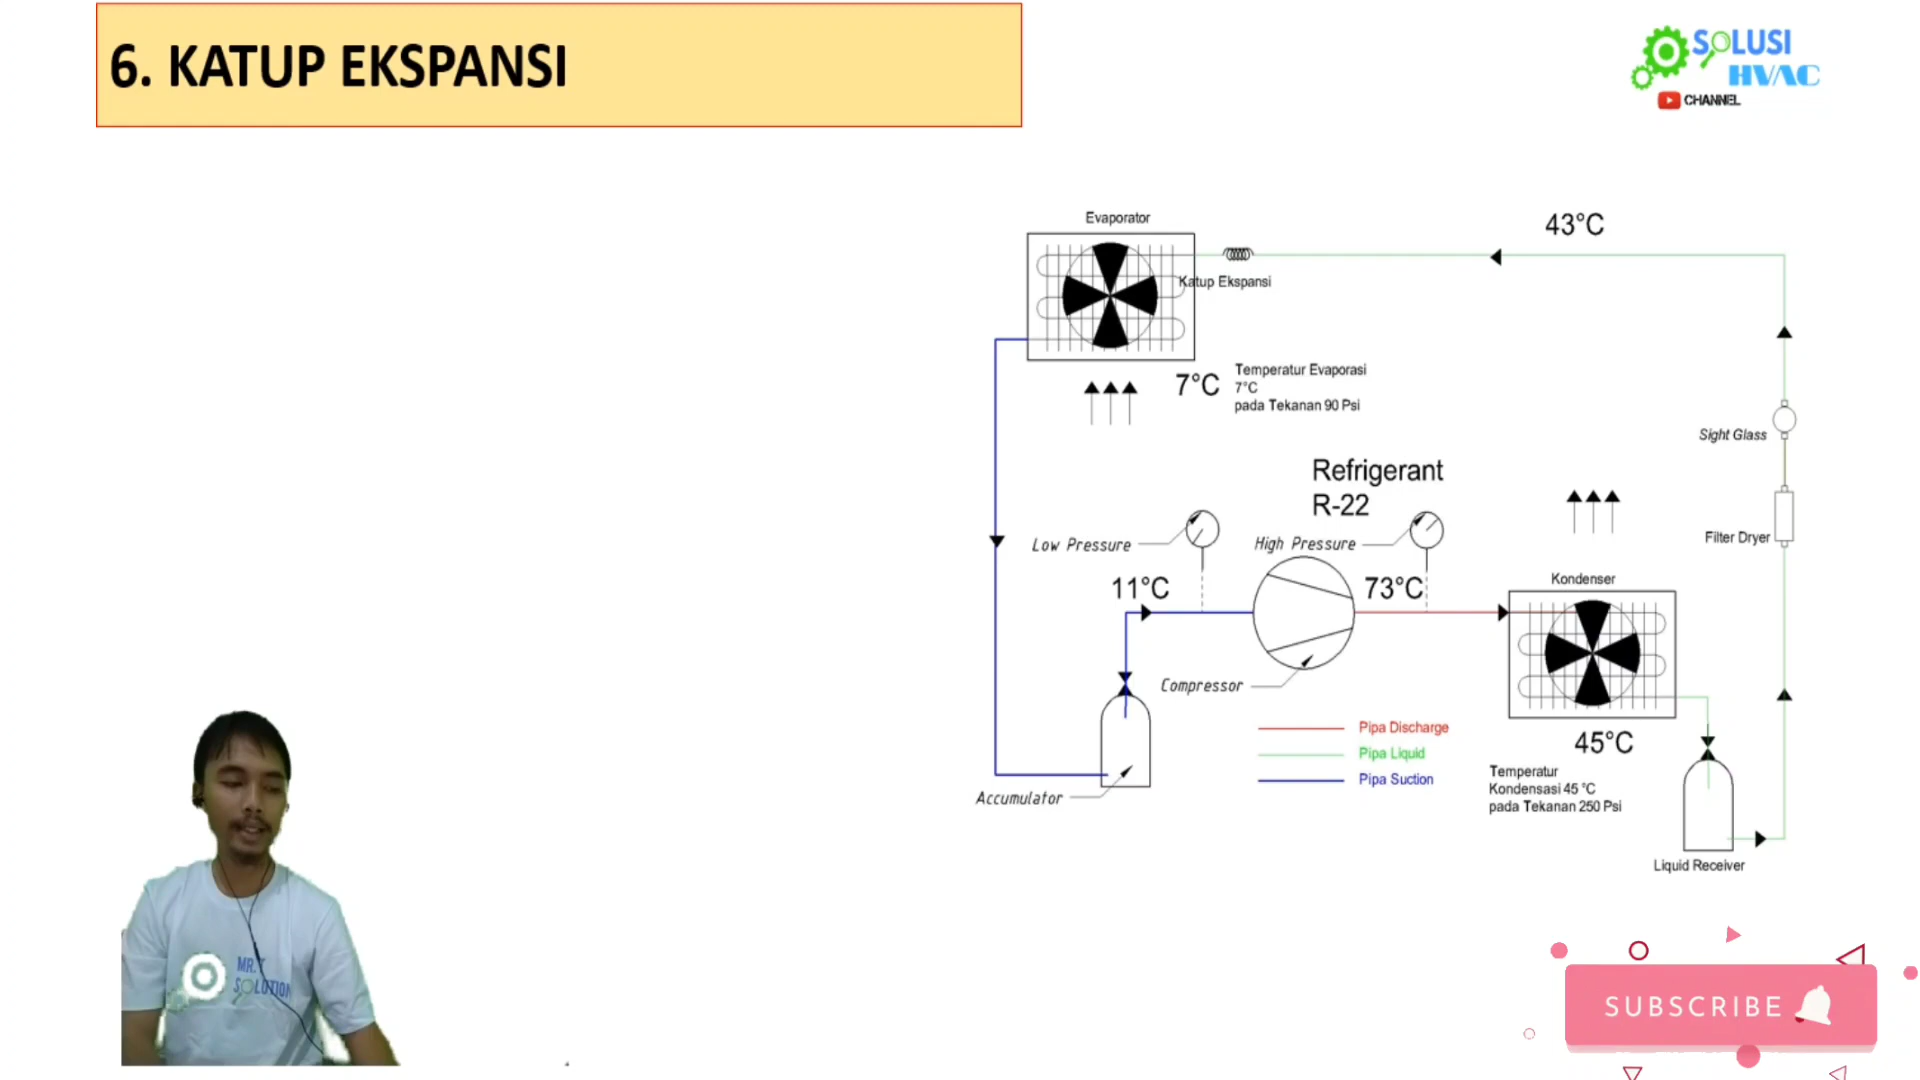 6. KATUP EKSPANSI
SOLUSI
HVAC
CHANNEL
Evaporator
43°C
Katup Ekspansi
7°C
Temperatur Evaporasi
7°C
pada Tekanan 90 Psi
Sight Glass
Refrigerant
R-22
Low Pressure
High Pressure
Filter Dryer
11°C
73°C
Kondenser
Compressor
Pipa Discharge
Pipa Liquid
Pipa Suction
45°C
Temperatur
Kondensasi 45 °C
pada Tekanan 250 Psi
Accumulator
Liquid Receiver
MR.T
SOLUTION
SUBSCRIBE